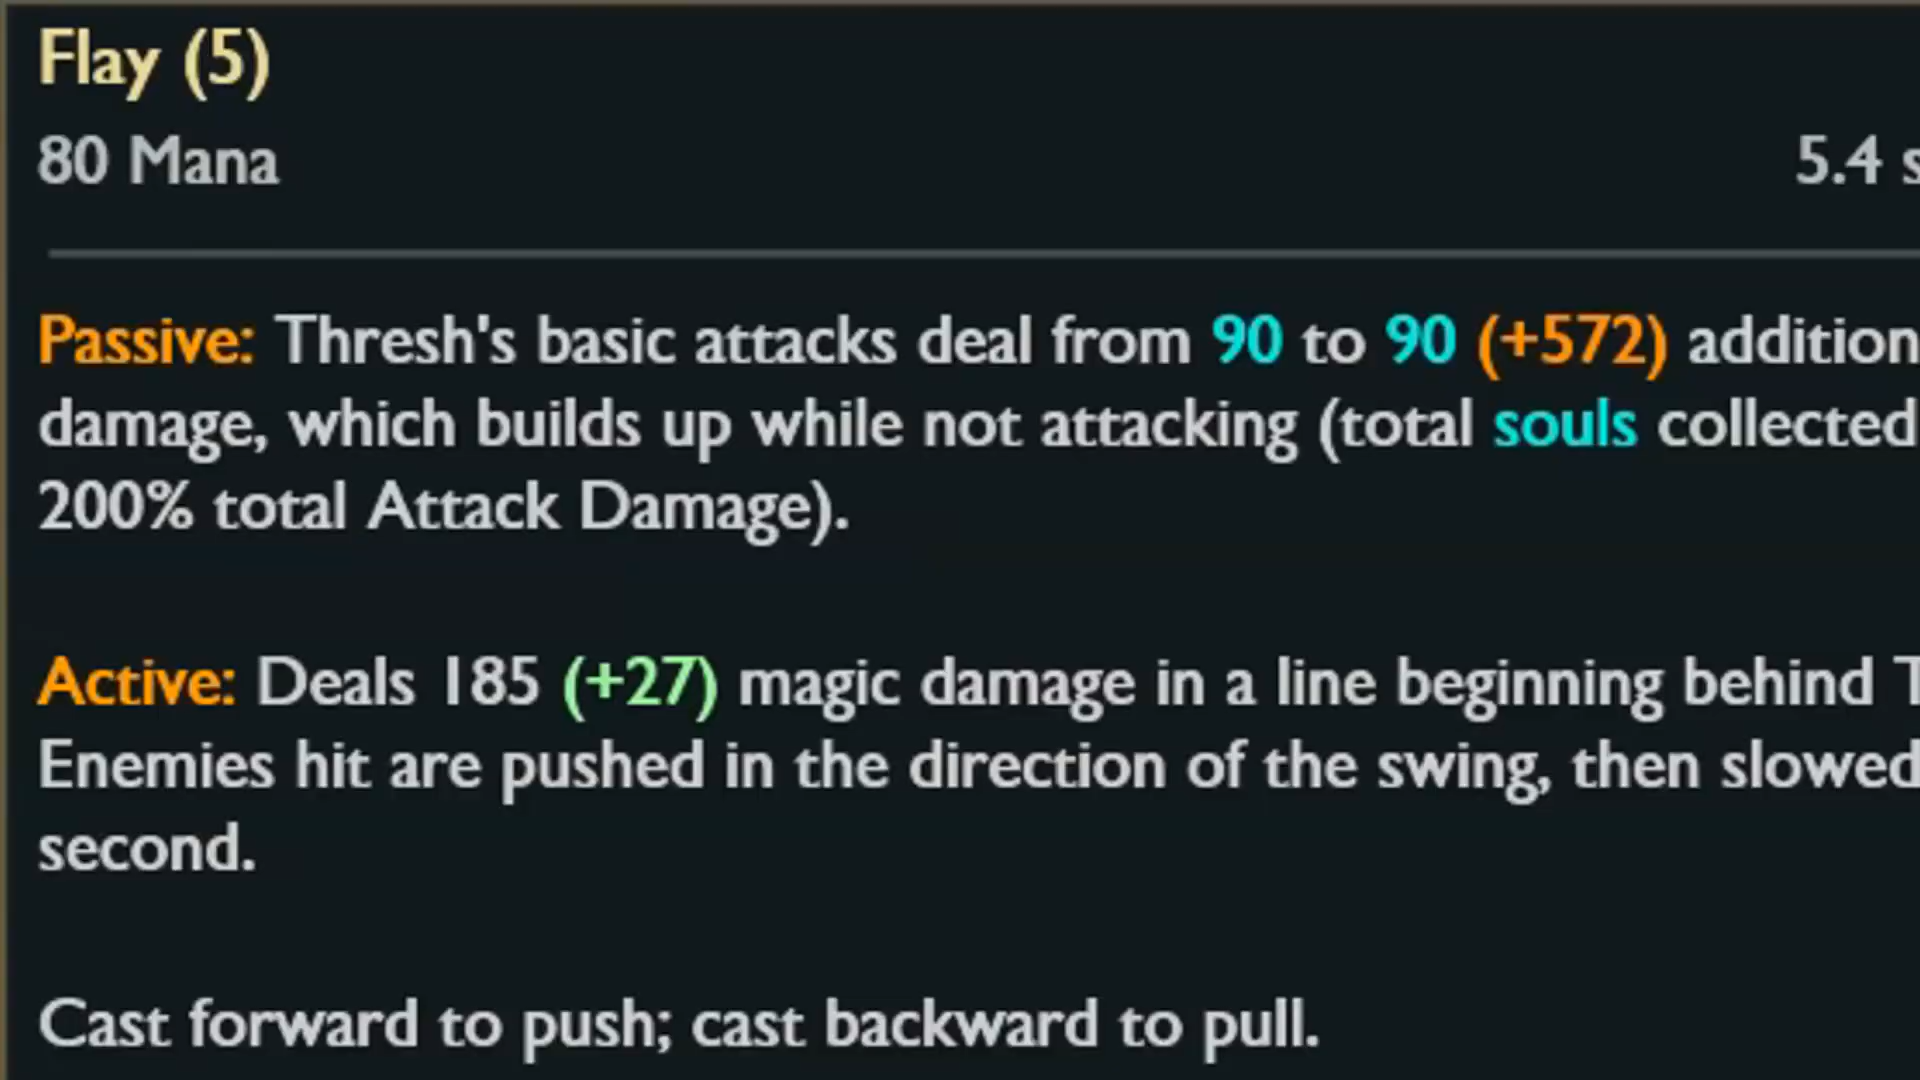 Flay (5)
80 Mana 5.4
Passive: Thresh's basic attacks deal from 90 to 90 (+572)
damage, which builds up while not attacking (total souls collected
200% total Attack Damage).
Active: Deals 185 (+27) magic damage in a line beginning behind
Enemies hit are pushed in the direction of the swing, then slowed
second.
Cast forward to push; cast backward to pull.